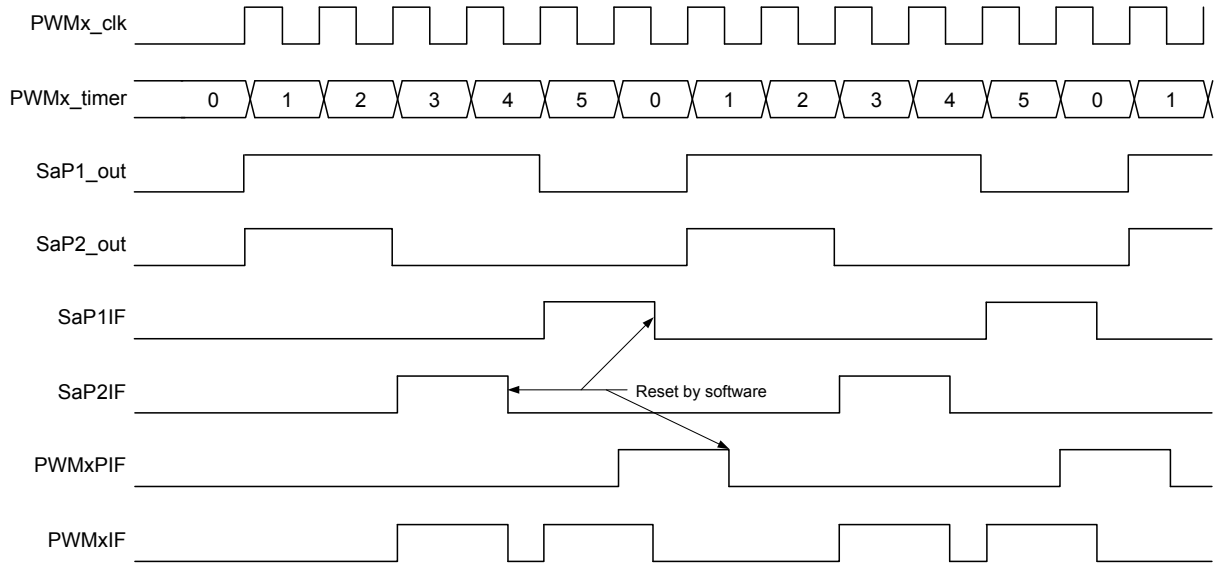 PWMx_clk
PWMx_timer 0 1 2 3 4 5 0 1 2 3 4 5 0 1
SaP1_out
SaP2_out
SaP1IF
SaP2IF Reset by software
PWMxPIF
PWMxIF